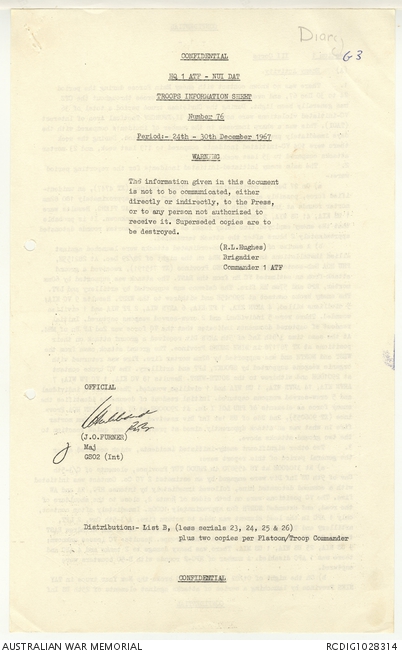 Diary
G3
CONFIDENTIAL
HQ 1 ATF - NUI DAT
TROOPS INFORMATION SHEET
Number 76
Period:- 24th - 30th December 1967
WARNING
The information given in this document
is not to be communicated, either
directly or indirectly, to the Press,
or to any person not authorized to
receive it. Superseded copies are to
be destroyed.
(R.L.Hughes)
Brigadier
Commander 1 ATF
OFFICIAL
(J.O.FURNER)
Maj
GSO2 (Int)
Distribution:- List B, (less serials 23, 24, 25 & 26)
plus two copies per Platoon/Troop Commander
CONFIDENTIAL
AUSTRALIAN WAR MEMORIAL
RCDIG1028314